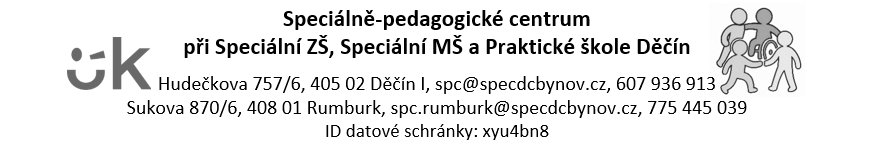 Speciálně-pedagogické centrum
při Speciální ZŠ, Speciální MŠ a Praktické škole Děčín
úk
Hudečkova 757/6, 405 02 Děčín I, spc@specdcbynov.cz, 607 936 913
Sukova 870/6, 408 01 Rumburk, spc.rumburk@specdcbynov.cz, 775 445 039
ID datové schránky: xyu4bn8